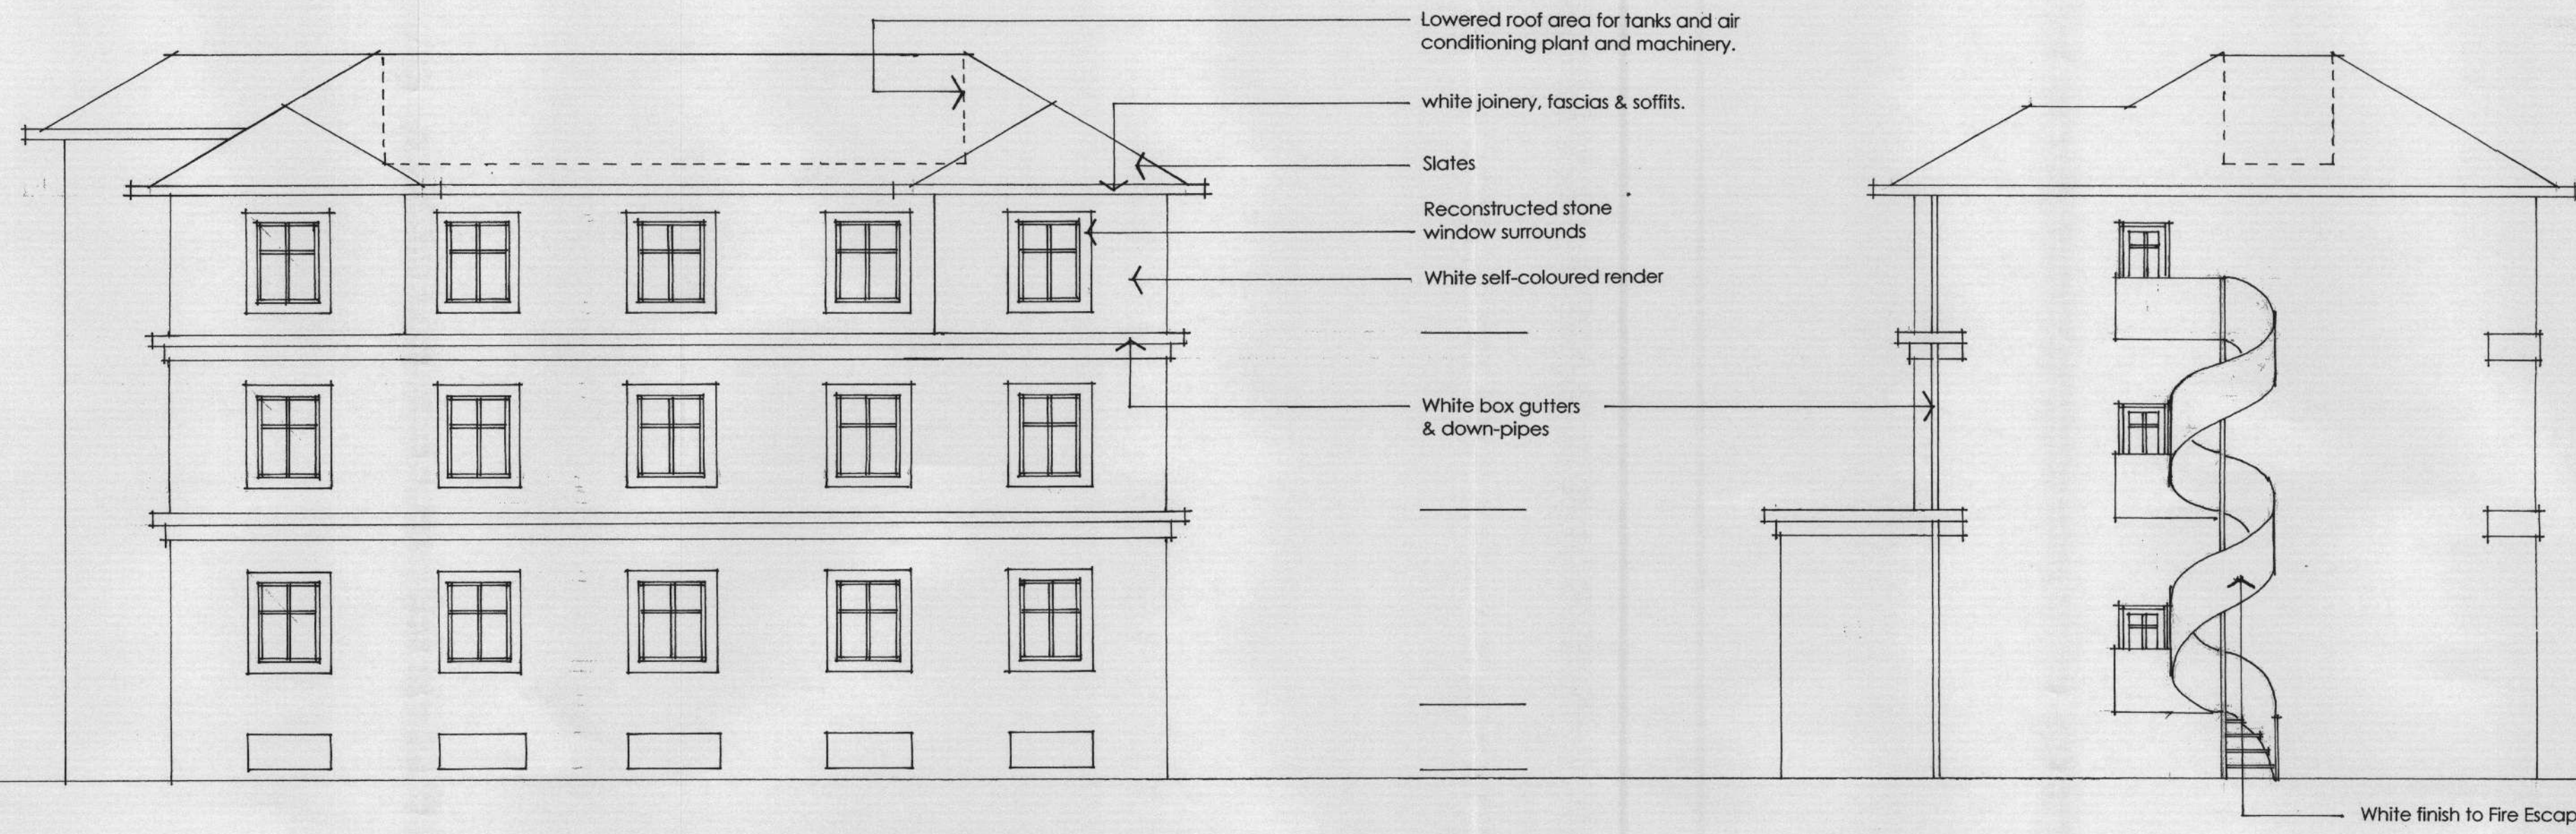 Lowered roof area for tanks and air
conditioning plant and machinery.
white joinery, fascias & soffits.
Slates
Reconstructed stone
window surrounds
White self-coloured render
White box gutters
& down-pipes
White finish to Fire Escap